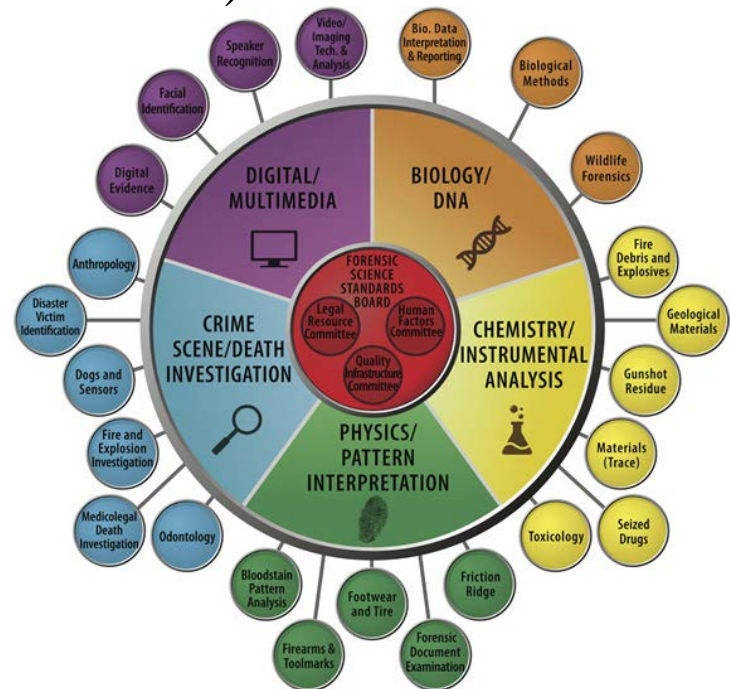 Video/
Imaging
Tech. &
Analysis
Bio. Data
Interpretation
& Reporting
Speaker
Recognition
Biological
Methods
Facial
Identification
Wildlife
Forensics
Digital
Evidence
DIGITAL/
MULTIMEDIA
BIOLOGY/
DNA
Anthropology
Fire
Debris and
Explosives
FORENSIC
SCIENCE
STANDARDS
BOARD
Legal
Resource
Committee
Human
Factors
Committee
Quality
Infrastructure
Committee
Disaster
Victim
Identification
Geological
Materials
CRIME
SCENE/DEATH
INVESTIGATION
CHEMISTRY/
INSTRUMENTAL
ANALYSIS
Dogs and
Sensors
Gunshot
Residue
Fire and
Explosion
Investigation
Materials
(Trace)
PHYSICS/
PATTERN
INTERPRETATION
Medicolegal
Death
Investigation
Odontology
Toxicology
Seized
Drugs
Bloodstain
Pattern
Analysis
Footwear
and Tire
Friction
Ridge
Firearms &
Toolmarks
Forensic
Document
Examination